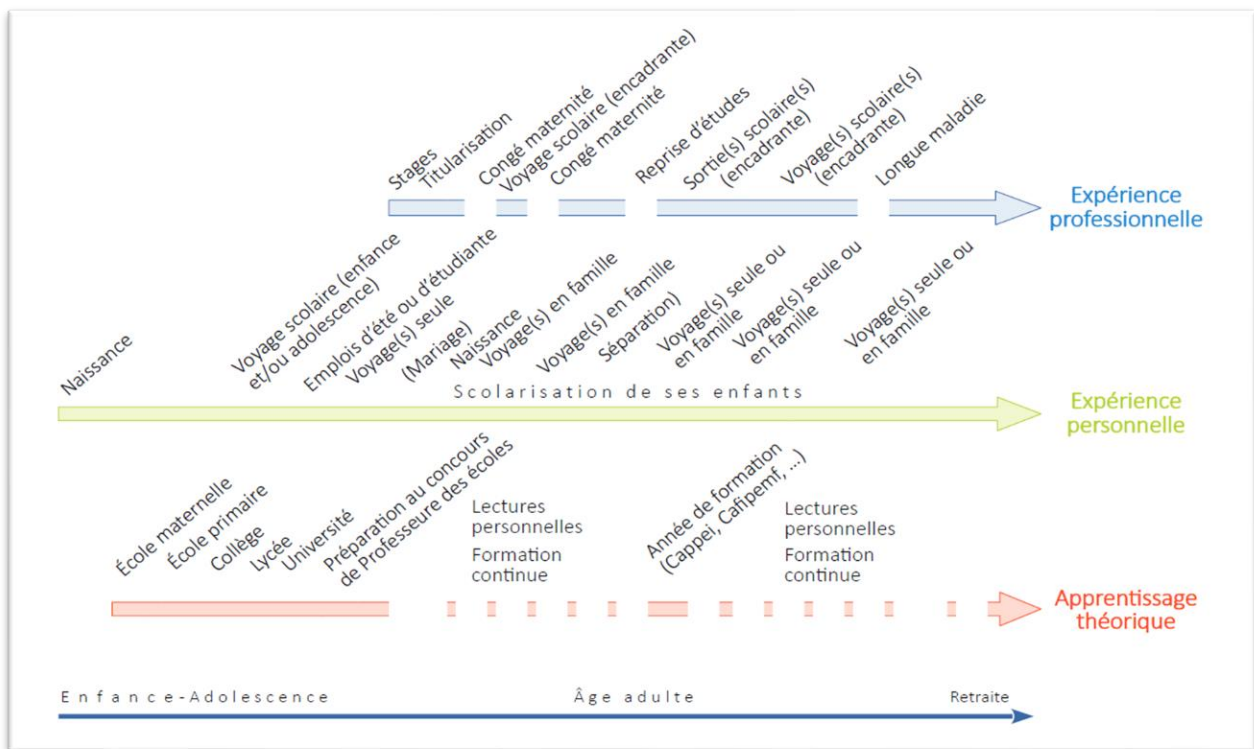 Stages
Titularisation
Congé maternité
Voyage scolaire (encadrante)
Congé maternité
Reprise d'études
Sortie(s) scolaire(s)
(encadrante)
Voyage(s) scolaire(s)
(encadrante)
Longue maladie
Expérience
professionnelle
Naissance
Voyage scolaire (enfance
et/ou adolescence)
Emplois d'été ou d'étudiante
Voyage(s) seule
(Mariage)
Naissance
Voyage(s) en famille
Voyage(s) en famille
Séparation)
Voyage(s) seule ou
en famille
Voyage(s) seule ou
en famille
Voyage(s) seule ou
en famille
Scolarisation de ses enfants
Expérience
personnelle
École maternelle
École primaire
Collège
Lycée
Université
Préparation au concours
de Professeure des écoles
Lectures
personnelles
Formation
continue
Année de formation
(Cappei, Cafipemf, ...)
Lectures
personnelles
Formation
continue
Apprentissage
théorique
Enfance-Adolescence
Âge adulte
Retraite